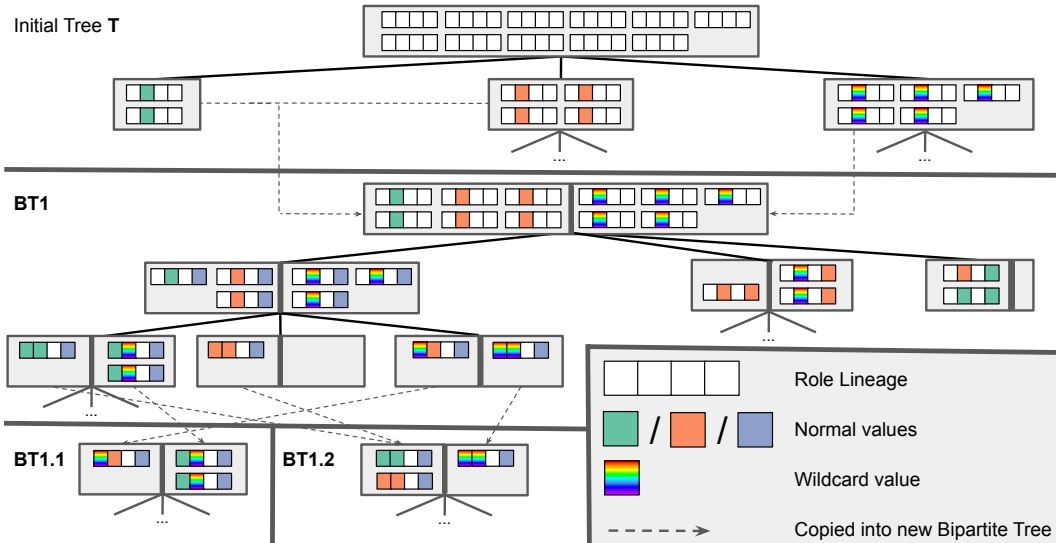 Initial Tree T
...
...
BT1
...
...
BT1.1
BT1.2
...
...
Role Lineage
/ /
Normal values
Wildcard value
Copied into new Bipartite Tree